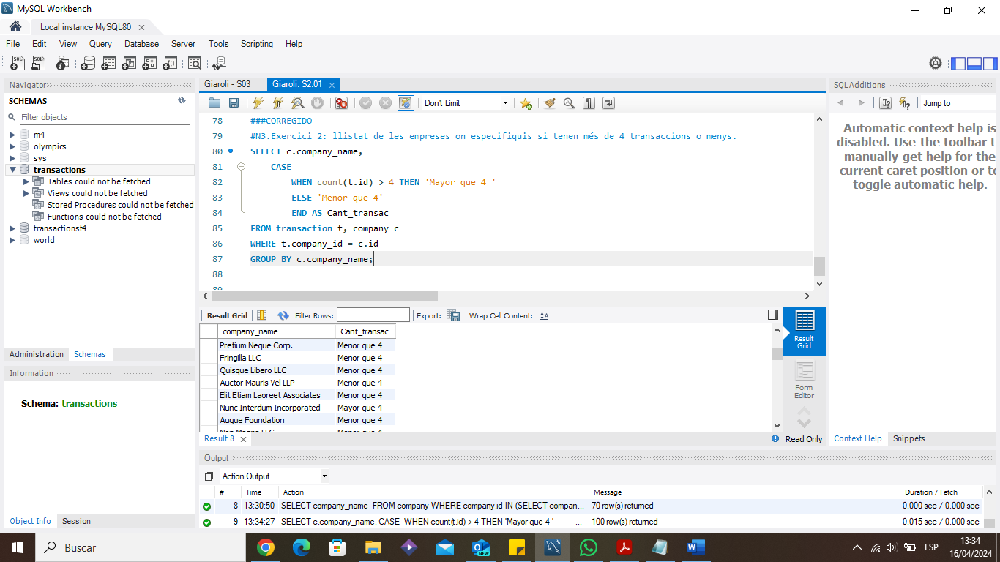 MySQL Workbench
Local instance MySQL80
File Edit View Query Database Server Tools Scripting Help
Navigator
SCHEMAS
Filter objects
m4
olympics
sys
transactions
Tables could not be fetched
Views could not be fetched
Stored Procedures could not be fetched
Functions could not be fetched
transactionst4
world
Administration Schemas
Information
Schema: transactions
Object Info Session
Giaroli - S03 Giaroli. S2.01
Don't Limit
78 ###CORREGIDO
79 #N3.Exercici 2: llistat de les empreses on especifiquis si tenen més de 4 transaccions o menys.
80 SELECT c.company_name,
81 CASE
82 WHEN count(t.id) > 4 THEN 'Mayor que 4 '
83 ELSE 'Menor que 4'
84 END AS Cant_transac
85 FROM transaction t, company c
86 WHERE t.company_id = c.id
87 GROUP BY c.company_name;
88
89
Result Grid Filter Rows: Export: Wrap Cell Content:
company_name Cant_transac
Pretium Neque Corp. Menor que 4
Fringilla LLC Menor que 4
Quisque Libero LLC Menor que 4
Auctor Mauris Vel LLP Menor que 4
Elit Etiam Laoreet Associates Menor que 4
Nunc Interdum Incorporated Mayor que 4
Augue Foundation Menor que 4
Non Magna LLC Menor que 4
Result
Grid
Form
Editor
Result 8
Read Only
Output
Action Output
# Time Action Message Duration / Fetch
8 13:30:50 SELECT company_name FROM company WHERE company.id IN (SELECT compan... 70 row(s) returned 0.000 sec / 0.000 sec
9 13:34:27 SELECT c.company_name, CASE WHEN count(t.id) > 4 THEN 'Mayor que 4 ' ... 100 row(s) returned 0.015 sec / 0.000 sec
SQLAdditions
Jump to
Automatic context help is
disabled. Use the toolbar t
manually get help for the
current caret position or to
toggle automatic help.
Context Help Snippets
Buscar
NEW
ESP
13:34
16/04/2024